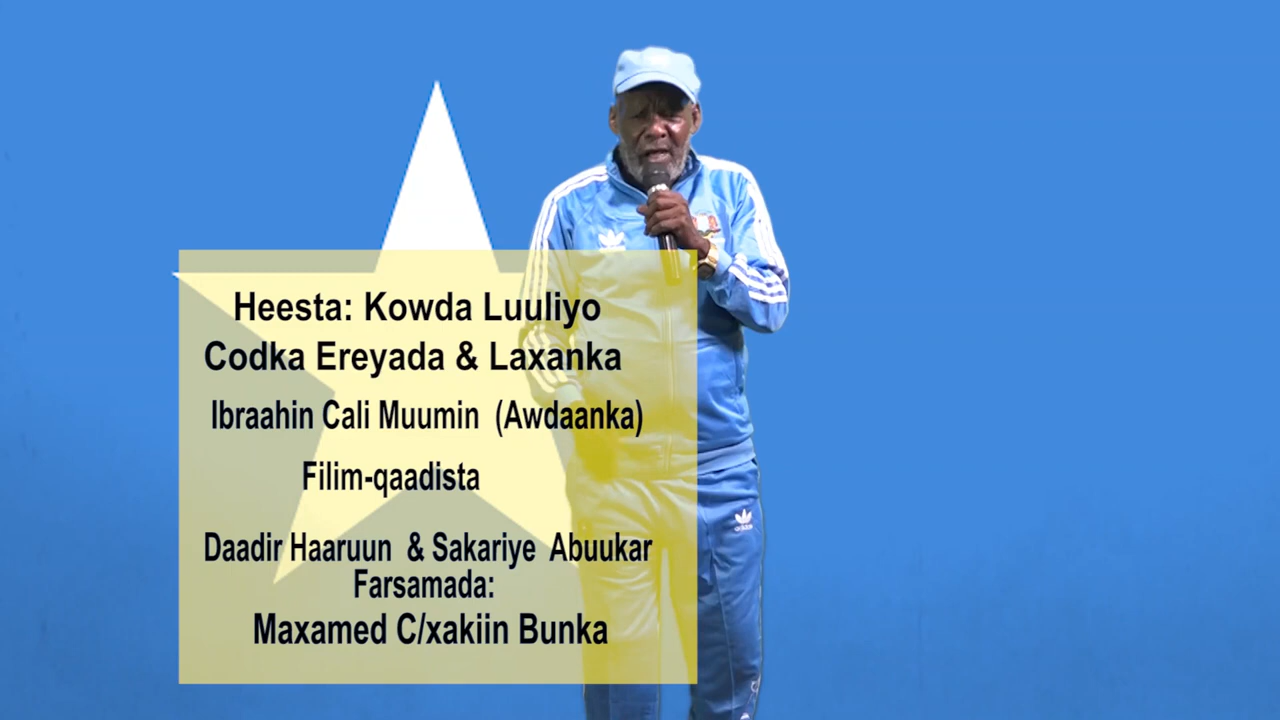 Heesta: Kowda Luuliyo
Codka Ereyada & Laxanka
Ibraahin Cali Muumin (Awdaanka)
Filim-qaadista
Daadir Haaruun & Sakariye Abuukar
Farsamada:
Maxamed C/xakiin Bunka
adidas